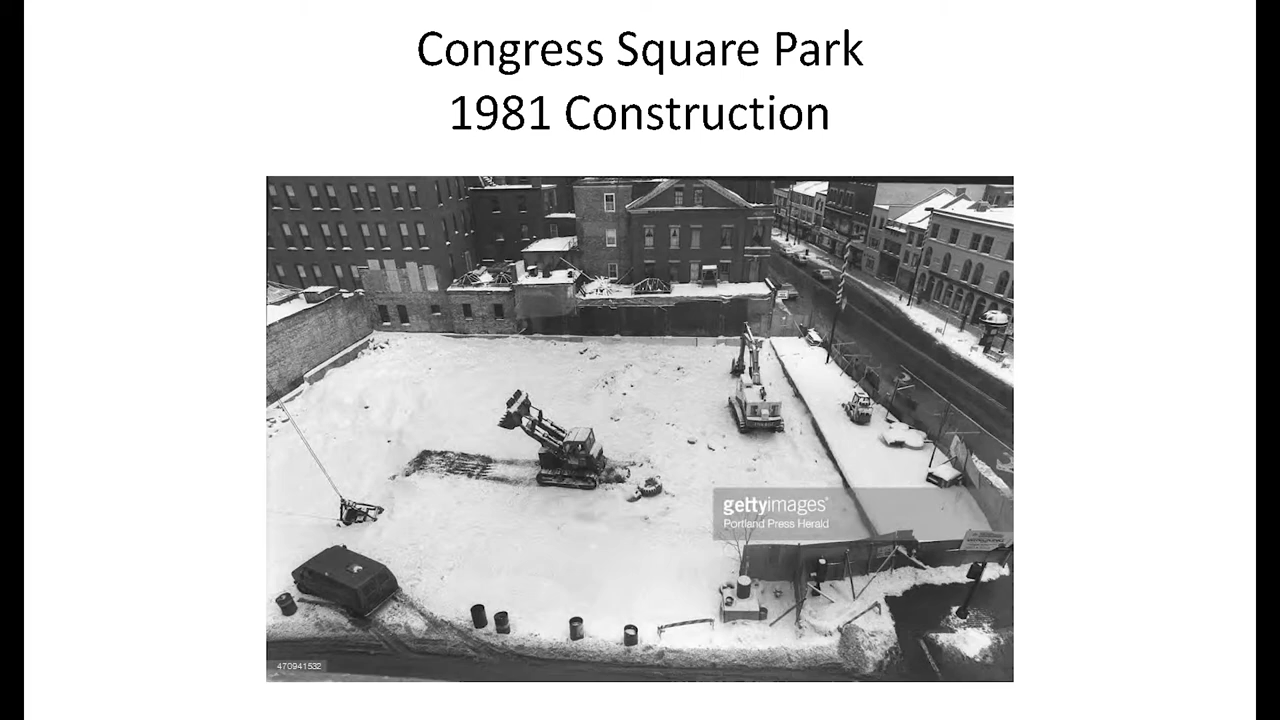 Congress Square Park
1981 Construction
gettyimages®
Portland Press Herald
470941532